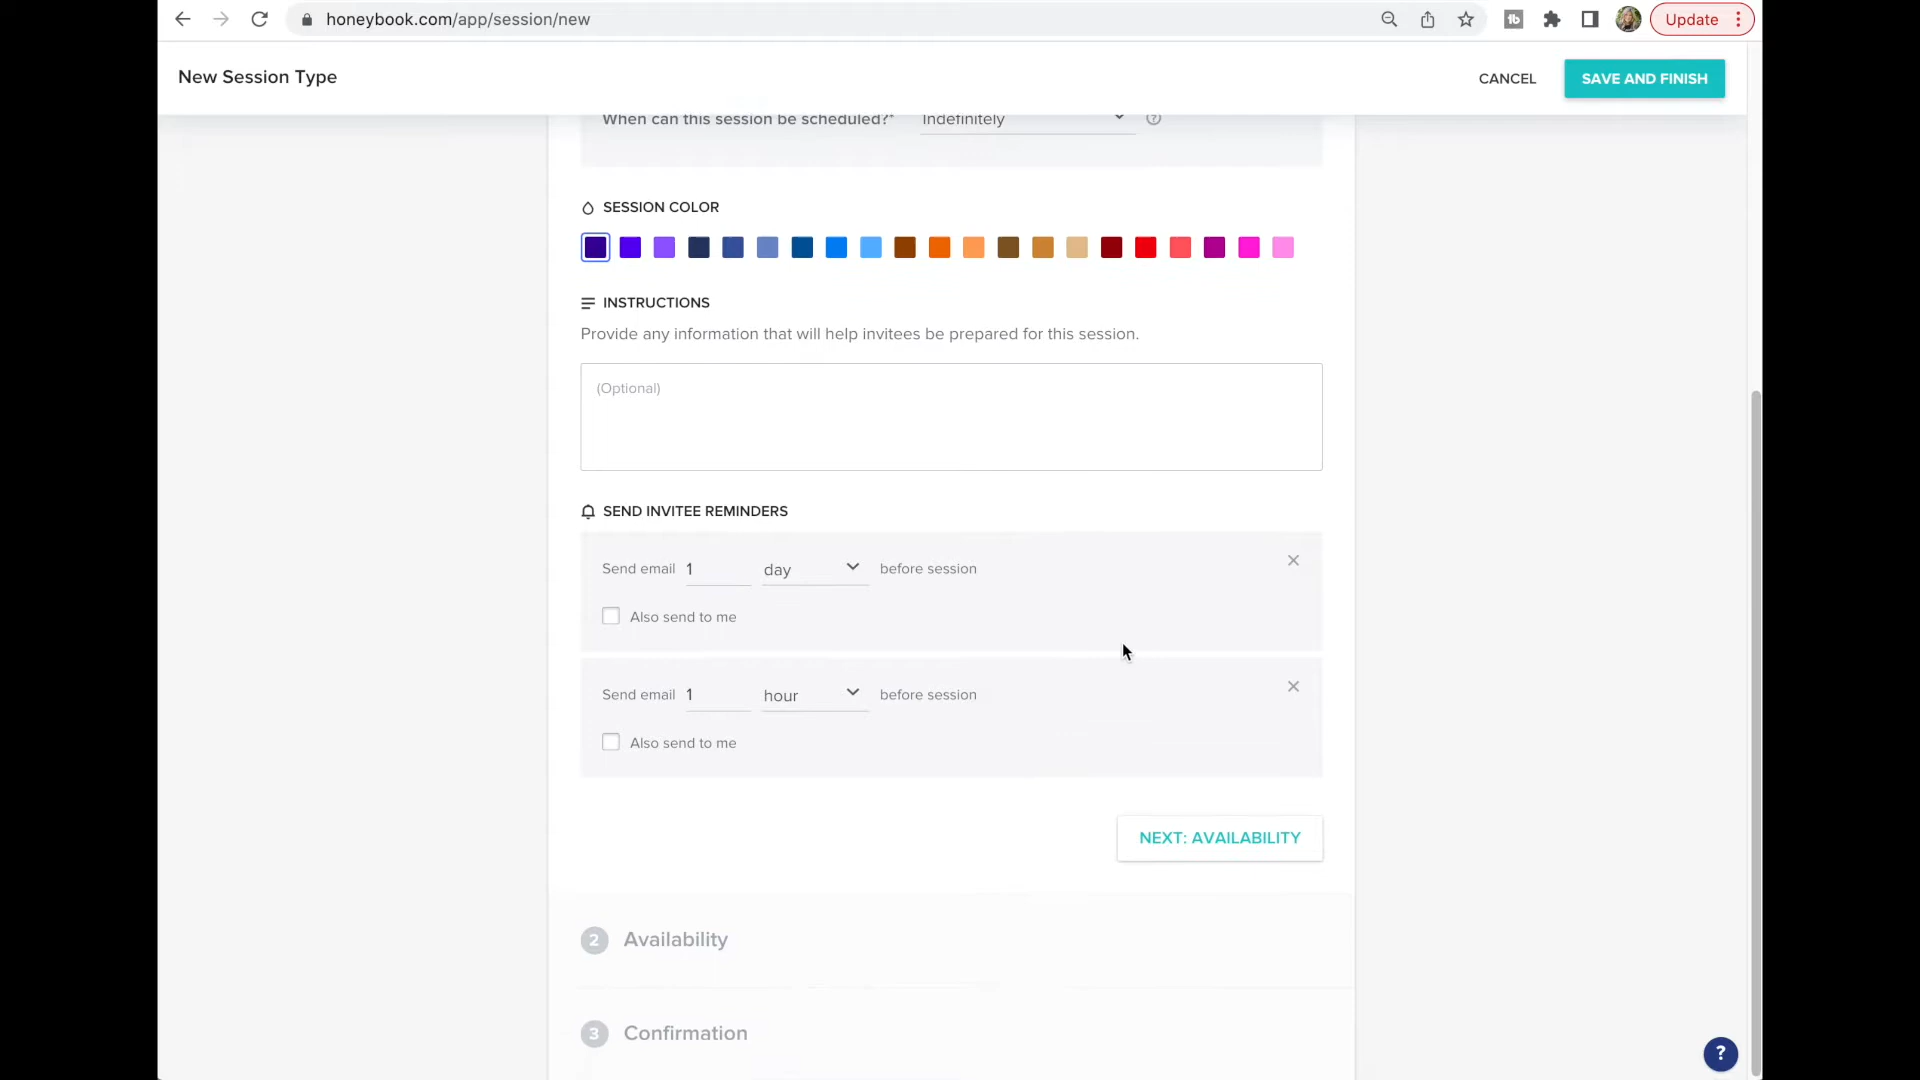 honeybook.com/app/session/new
Update
New Session Type
CANCEL
SAVE AND FINISH
When can this session be scheduled?*
Indefinitely
SESSION COLOR
INSTRUCTIONS
Provide any information that will help invitees be prepared for this session.
(Optional)
SEND INVITEE REMINDERS
Send email 1 day before session
Also send to me
Send email 1 hour before session
Also send to me
NEXT: AVAILABILITY
2 Availability
3 Confirmation
?